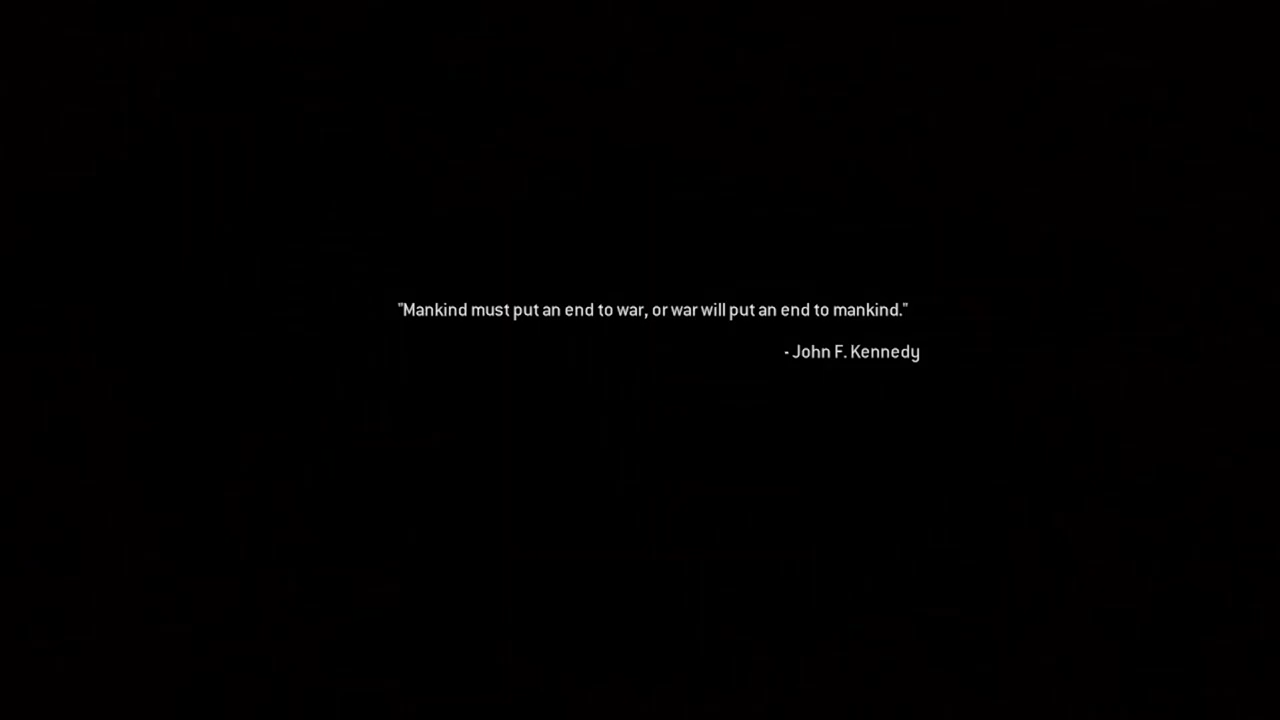 "Mankind must put an end to war, or war will put an end to mankind."
- John F. Kennedy